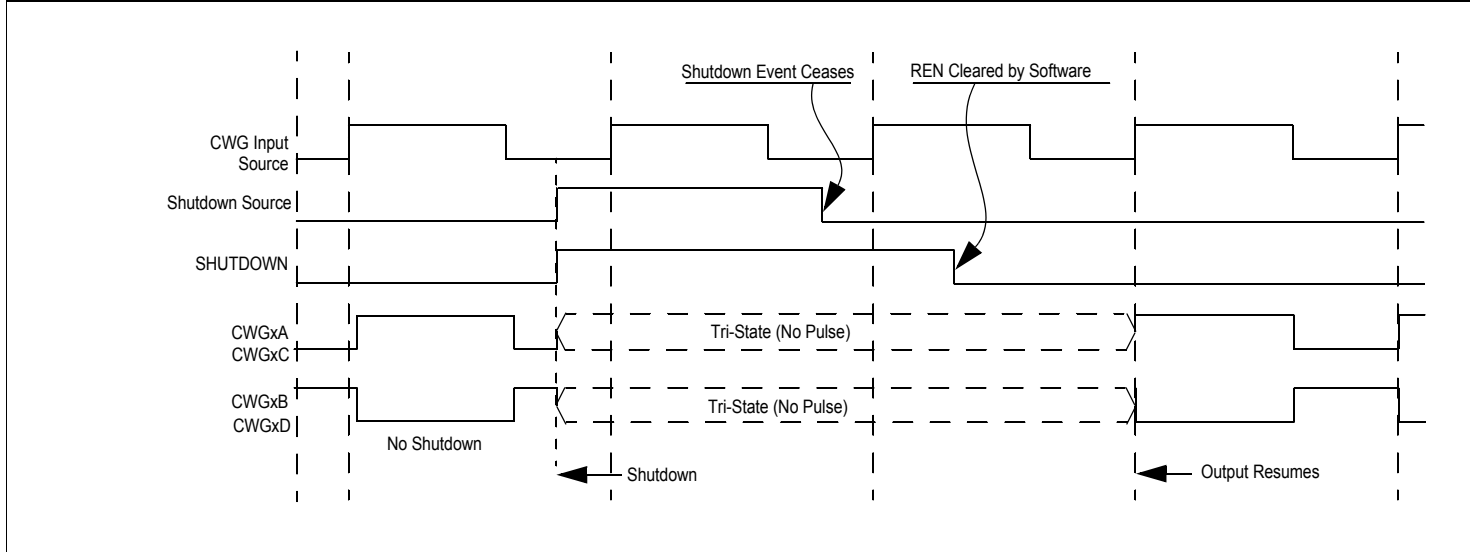 Shutdown Event Ceases
REN Cleared by Software
CWG Input
Source
Shutdown Source
SHUTDOWN
CWGxA
CWGxC
Tri-State (No Pulse)
CWGxB
CWGxD
Tri-State (No Pulse)
No Shutdown
Shutdown
Output Resumes